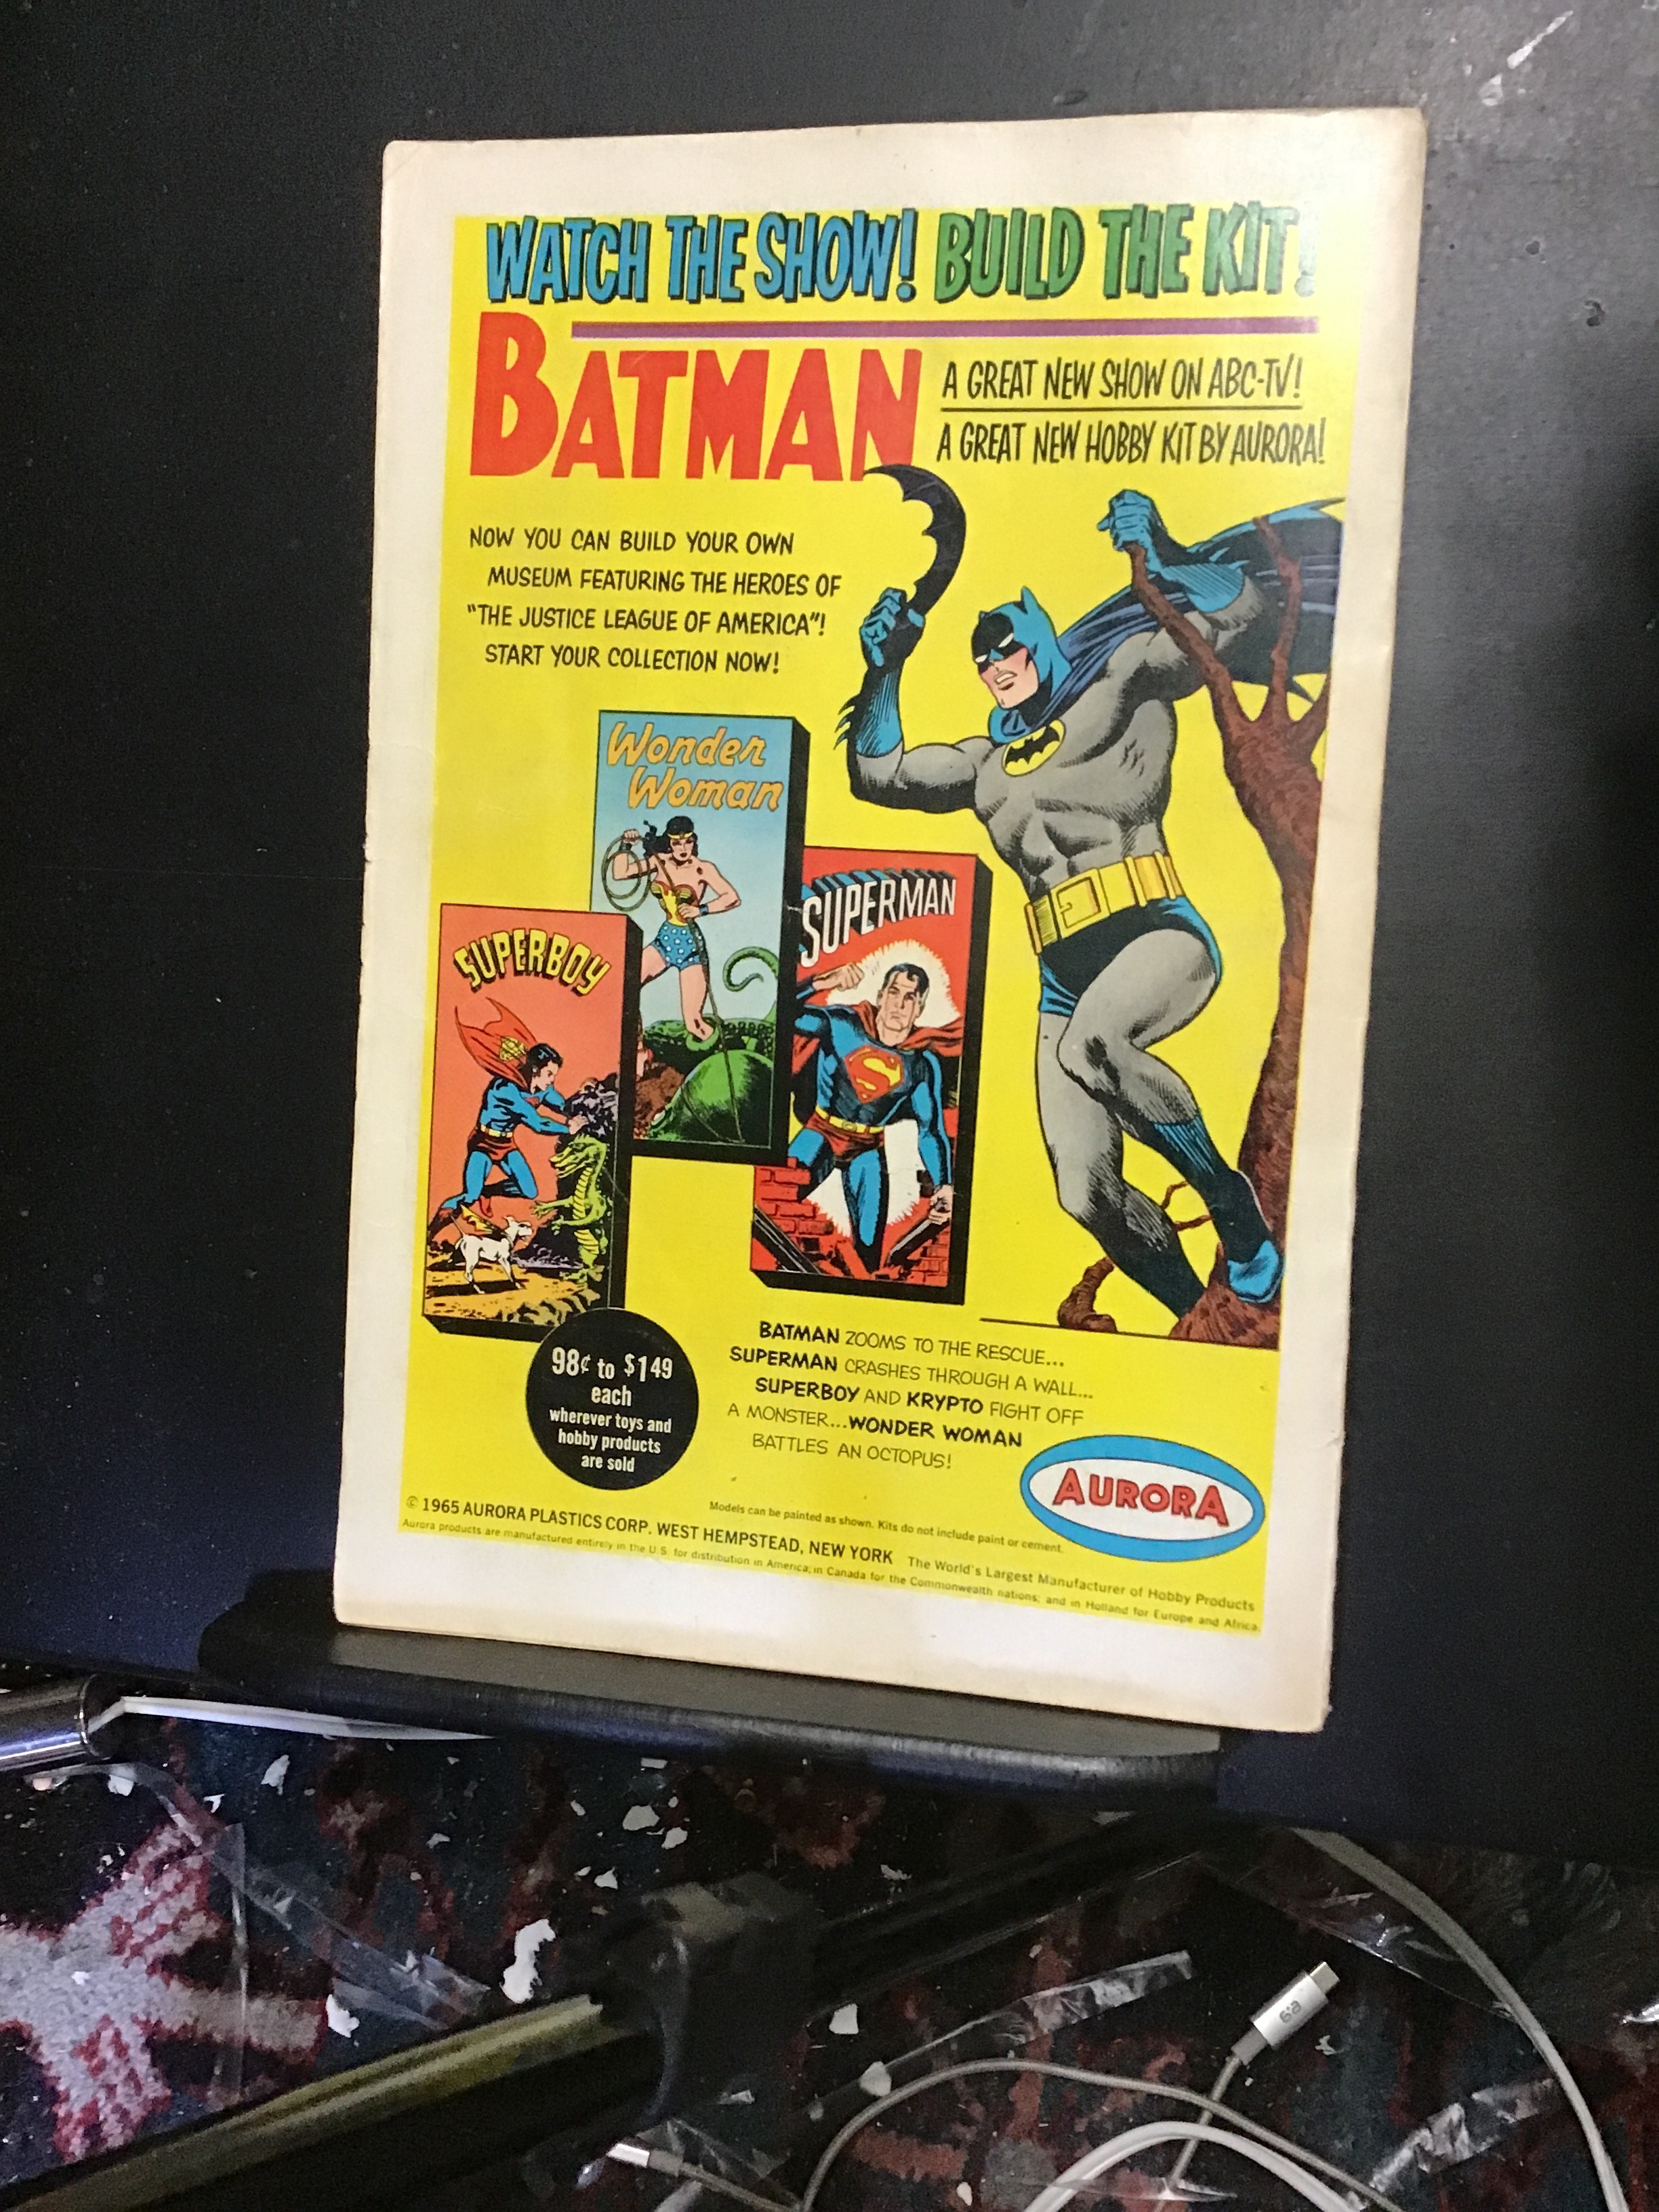 WATCH THE SHOW! BUILD THE KIT!
BATMAN
A GREAT NEW SHOW ON ABC-TV!
A GREAT NEW HOBBY KIT BY AURORA!
NOW YOU CAN BUILD YOUR OWN
MUSEUM FEATURING THE HEROES OF
"THE JUSTICE LEAGUE OF AMERICA"!
START YOUR COLLECTION NOW!
Wonder
Woman
SUPERMAN
SUPERBOY
S
98¢ to $149
each
wherever toys and
hobby products
are sold
BATMAN ZOOMS TO THE RESCUE...
SUPERMAN CRASHES THROUGH A WALL...
SUPERBOY AND KRYPTO FIGHT OFF
A MONSTER...WONDER WOMAN
BATTLES AN OCTOPUS!
AURORA
Models can be painted as shown. Kits do not include paint or cement.
© 1965 AURORA PLASTICS CORP. WEST HEMPSTEAD, NEW YORK The World's Largest Manufacturer of Hobby Products
Aurora products are manufactured entirely in the U.S. for distribution in America; in Canada for the Commonwealth nations; and in Holland for Europe and Africa.